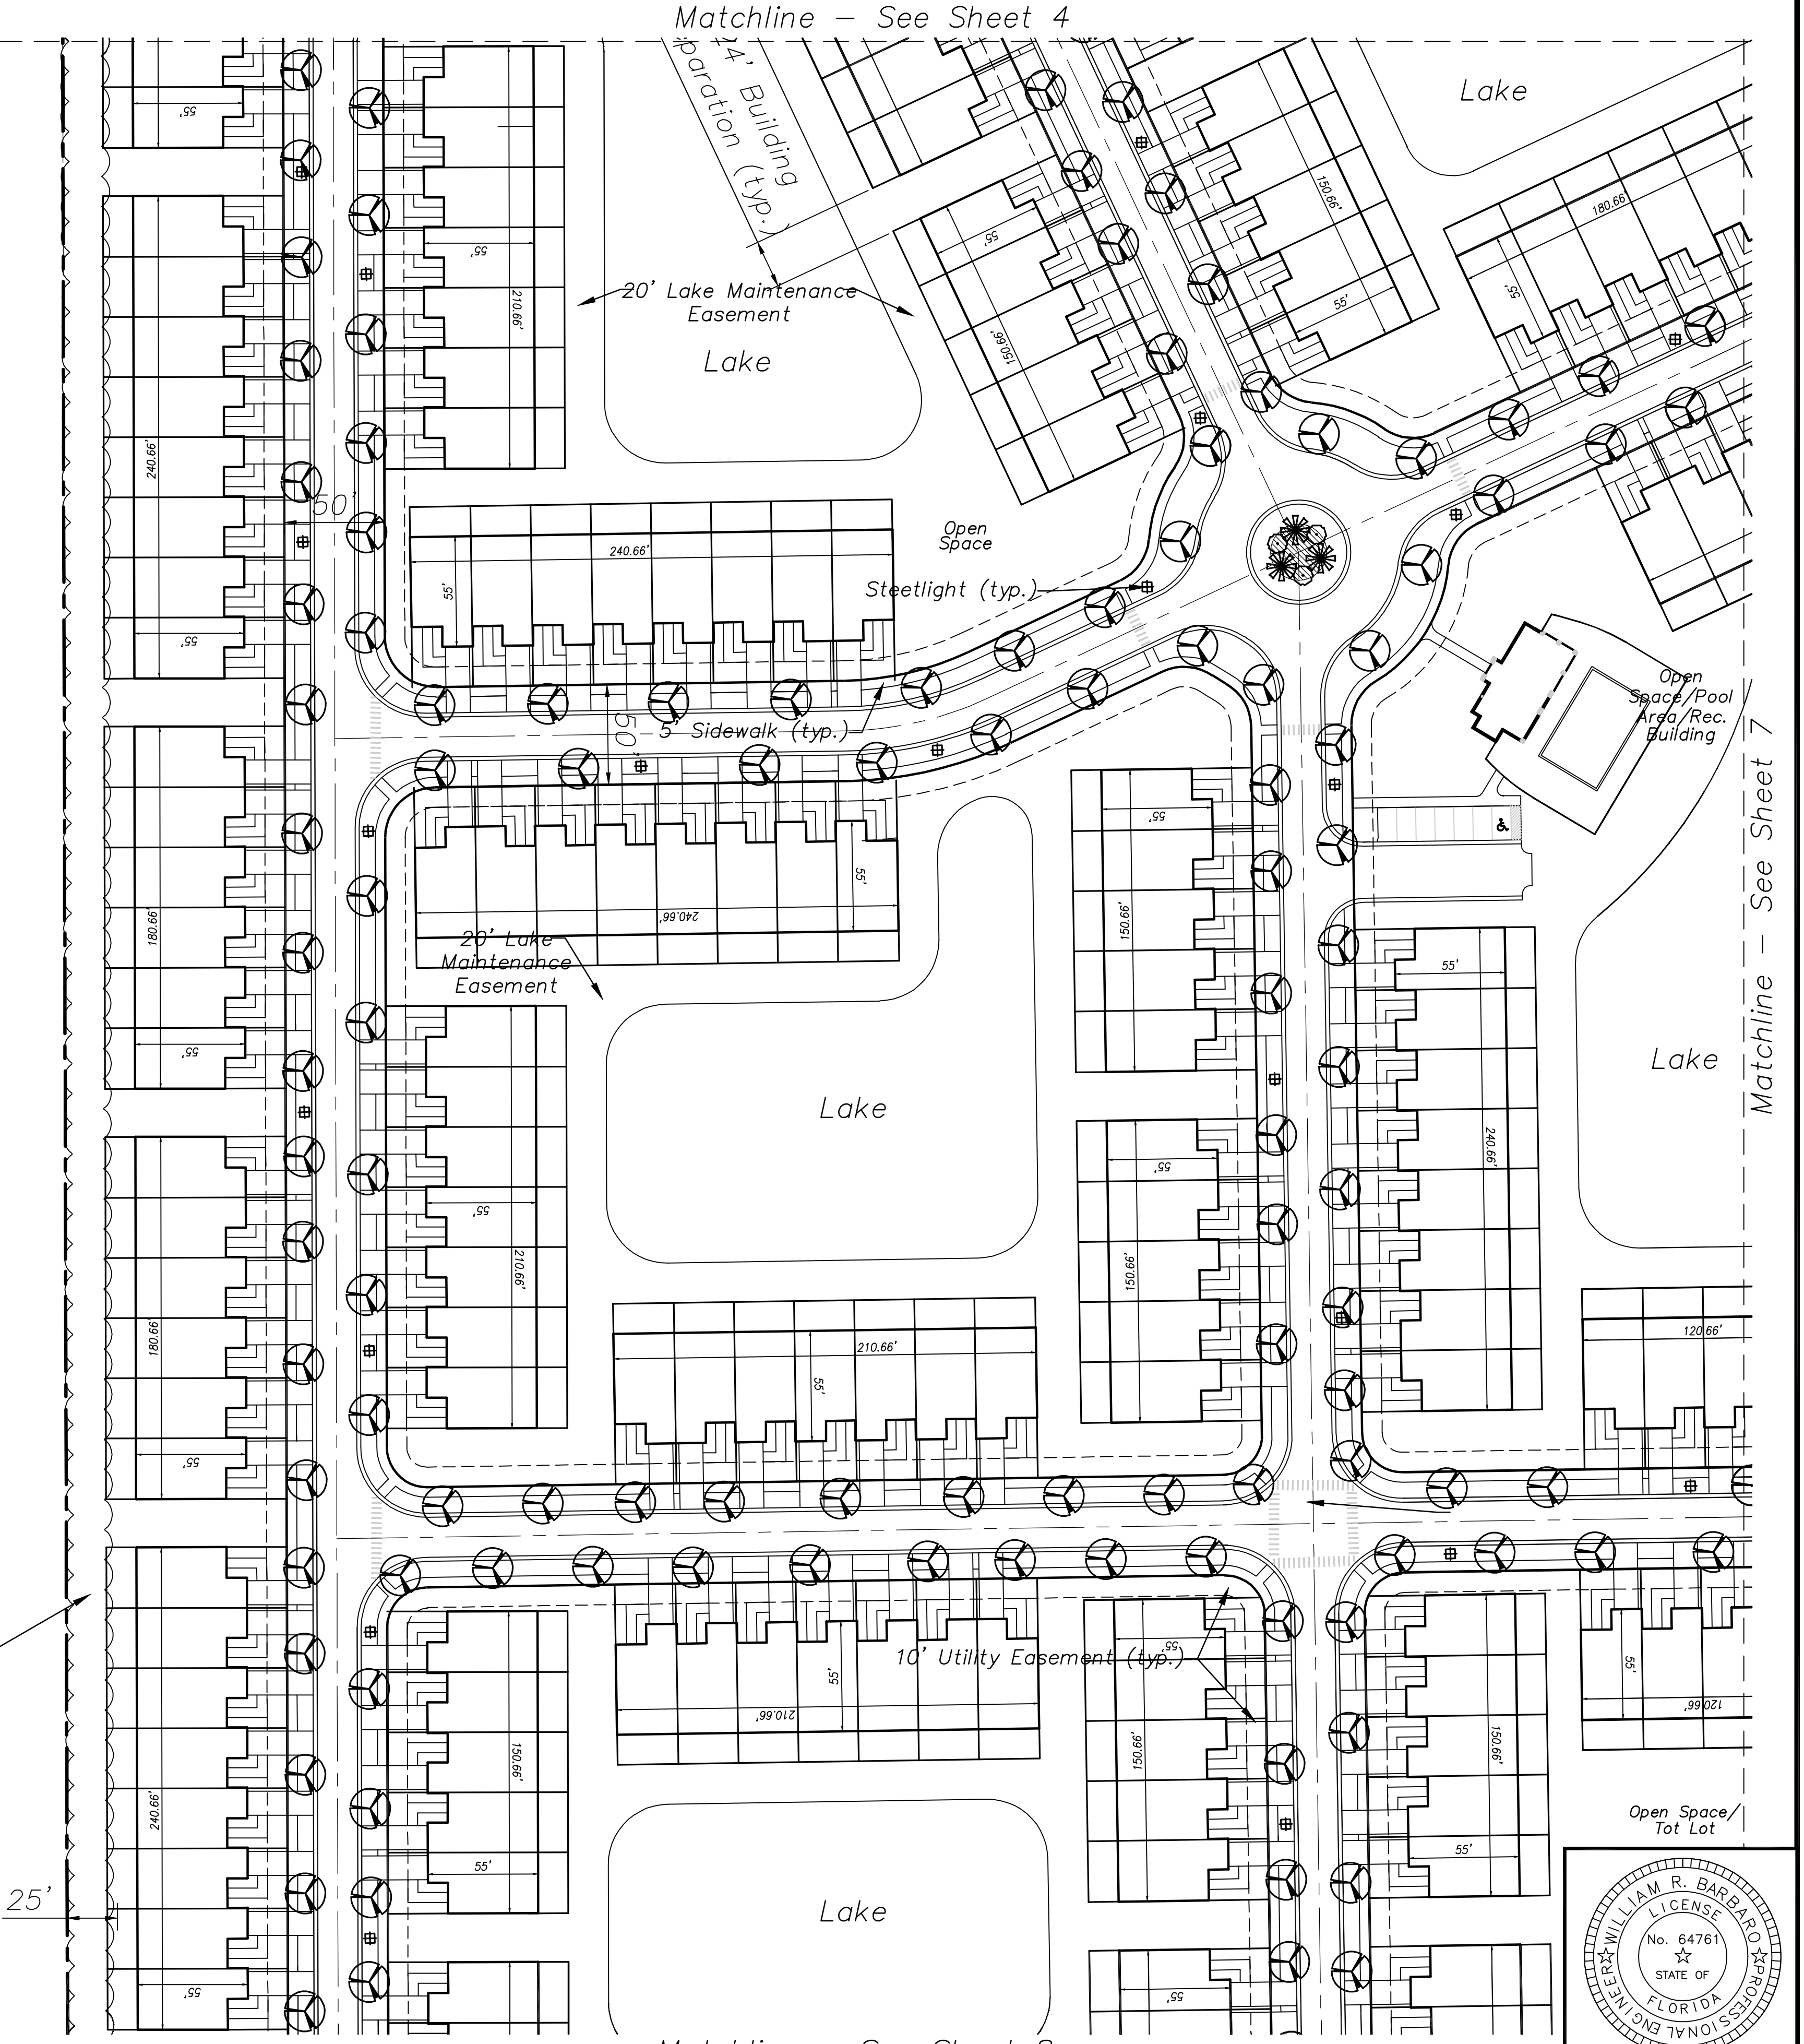 Matchline – See Sheet 4
24' Building
paration (typ.)
Lake
55'
55'
210.66'
55'
150.66'
150.66'
55'
180.66'
55'
20' Lake Maintenance
Easement
Lake
240.66'
50'
55'
240.66'
55'
Open
Space
Steetlight (typ.)
5' Sidewalk (typ.)
50'
Open
Space/Pool
Area/Rec.
Building
Matchline – See Sheet 7
180.66'
55'
240.66'
55'
20' Lake
Maintenance
Easement
55'
150.66'
55'
240.66'
Lake
Lake
55'
210.66'
55'
150.66'
180.66'
55'
210.66'
55'
120.66'
10' Utility Easement (typ.)
55'
150.66'
55'
210.66'
150.66'
150.66'
55'
55'
120.66'
240.66'
55'
55'
55'
25'
Lake
Open Space/
Tot Lot
WILLIAM R. BARBARO
LICENSE
No. 64761
STATE OF
FLORIDA
PROFESSIONAL ENGINEER